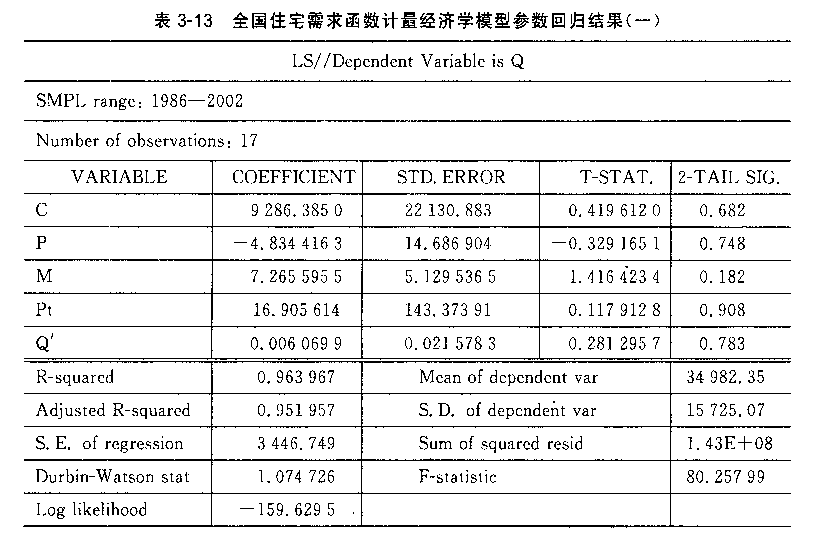 表 3-13 全国住宅需求函数计量经济学模型参数回归结果(一)
LS//Dependent Variable is Q
SMPL range: 1986—2002
Number of observations: 17
VARIABLE COEFFICIENT STD. ERROR T-STAT. 2-TAIL SIG.
C 9 286.385 0 22 130.883 0.419 612 0 0.682
P －4.834 416 3 14.686 904 －0.329 165 1 0.748
M 7.265 595 5 5.129 536 5 1.416 423 4 0.182
Pt 16.905 614 143.373 91 0.117 912 8 0.908
Q′ 0.006 069 9 0.021 578 3 0.281 295 7 0.783
R-squared 0.963 967 Mean of dependent var 34 982.35
Adjusted R-squared 0.951 957 S.D. of dependent var 15 725.07
S.E. of regression 3 446.749 Sum of squared resid 1.43E+08
Durbin-Watson stat 1.074 726 F-statistic 80.257 99
Log likelihood －159.629 5